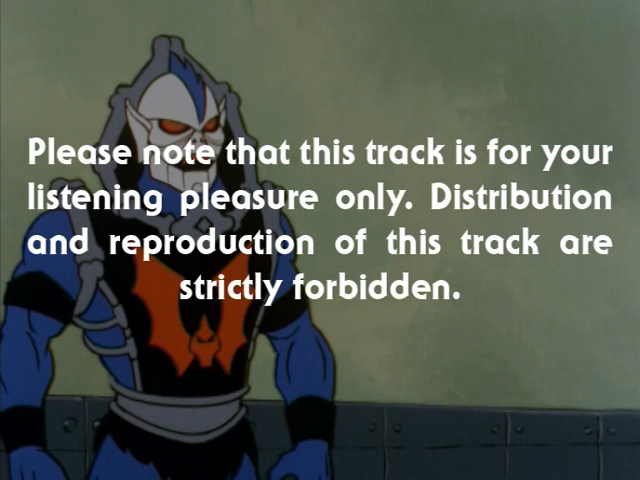 Please note that this track is for your
listening pleasure only. Distribution
and reproduction of this track are
strictly forbidden.